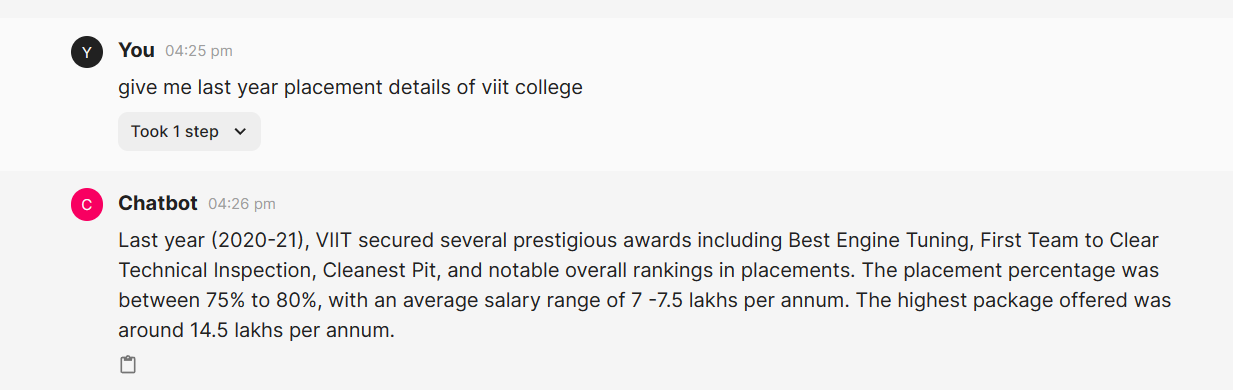 Y You 04:25 pm
give me last year placement details of viit college
Took 1 step
C Chatbot 04:26 pm
Last year (2020-21), VIIT secured several prestigious awards including Best Engine Tuning, First Team to Clear
Technical Inspection, Cleanest Pit, and notable overall rankings in placements. The placement percentage was
between 75% to 80%, with an average salary range of 7 -7.5 lakhs per annum. The highest package offered was
around 14.5 lakhs per annum.